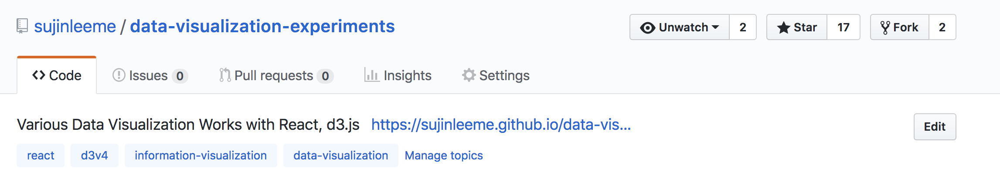 sujinleeme / data-visualization-experiments Unwatch 2 Star 17 Fork 2
Code Issues 0 Pull requests 0 Insights Settings
Various Data Visualization Works with React, d3.js https://sujinleeme.github.io/data-vis... Edit
react d3v4 information-visualization data-visualization Manage topics